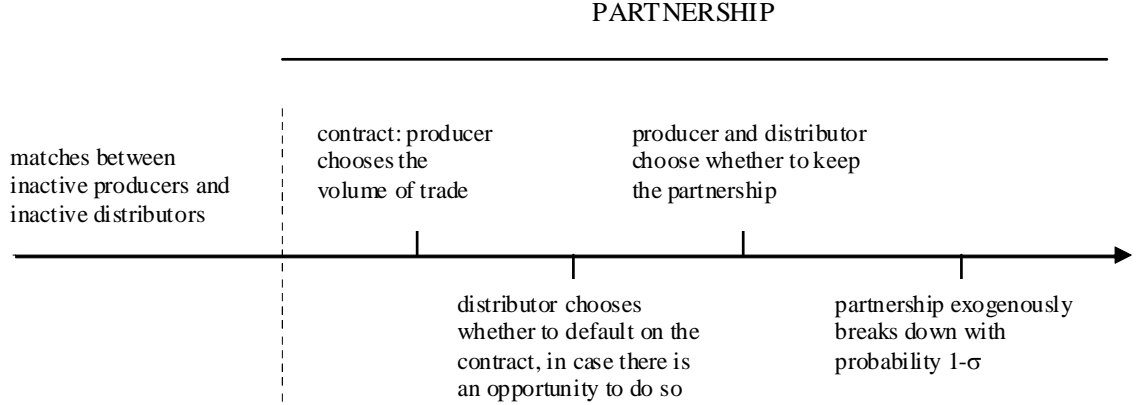 PARTNERSHIP
matches between
inactive producers and
inactive distributors
contract: producer
chooses the
volume of trade
distributor chooses
whether to default on the
contract, in case there is
an opportunity to do so
producer and distributor
choose whether to keep
the partnership
partnership exogenously
breaks down with
probability 1-σ